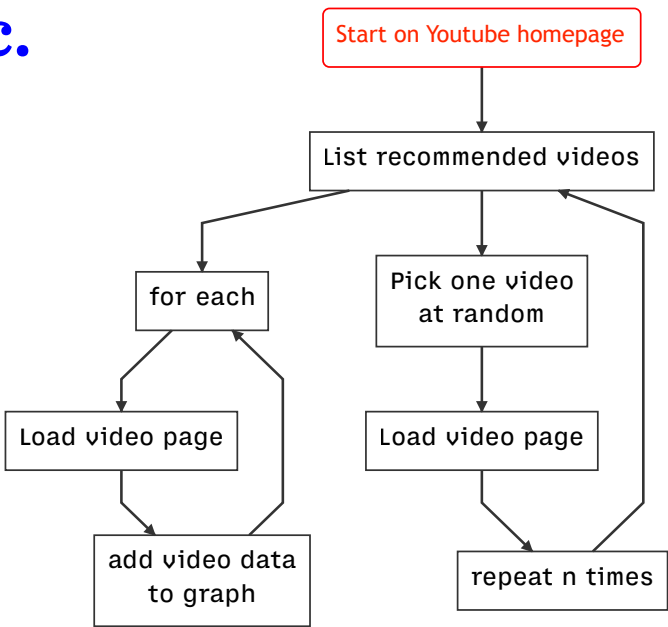 c.
Start on Youtube homepage
List recommended videos
for each
Pick one video
at random
Load video page
Load video page
add video data
to graph
repeat n times